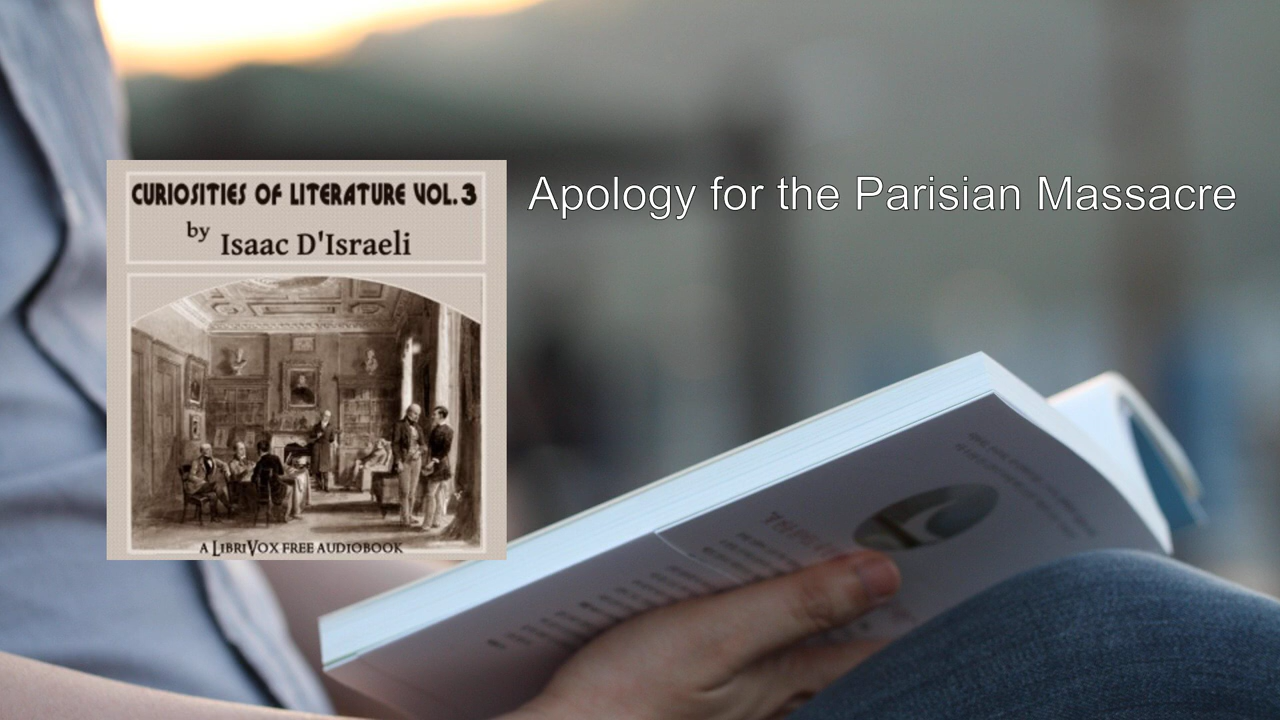 CURIOSITIES OF LITERATURE VOL.3
by Isaac D'Israeli
A LIBRIVOX FREE AUDIOBOOK
Apology for the Parisian Massacre